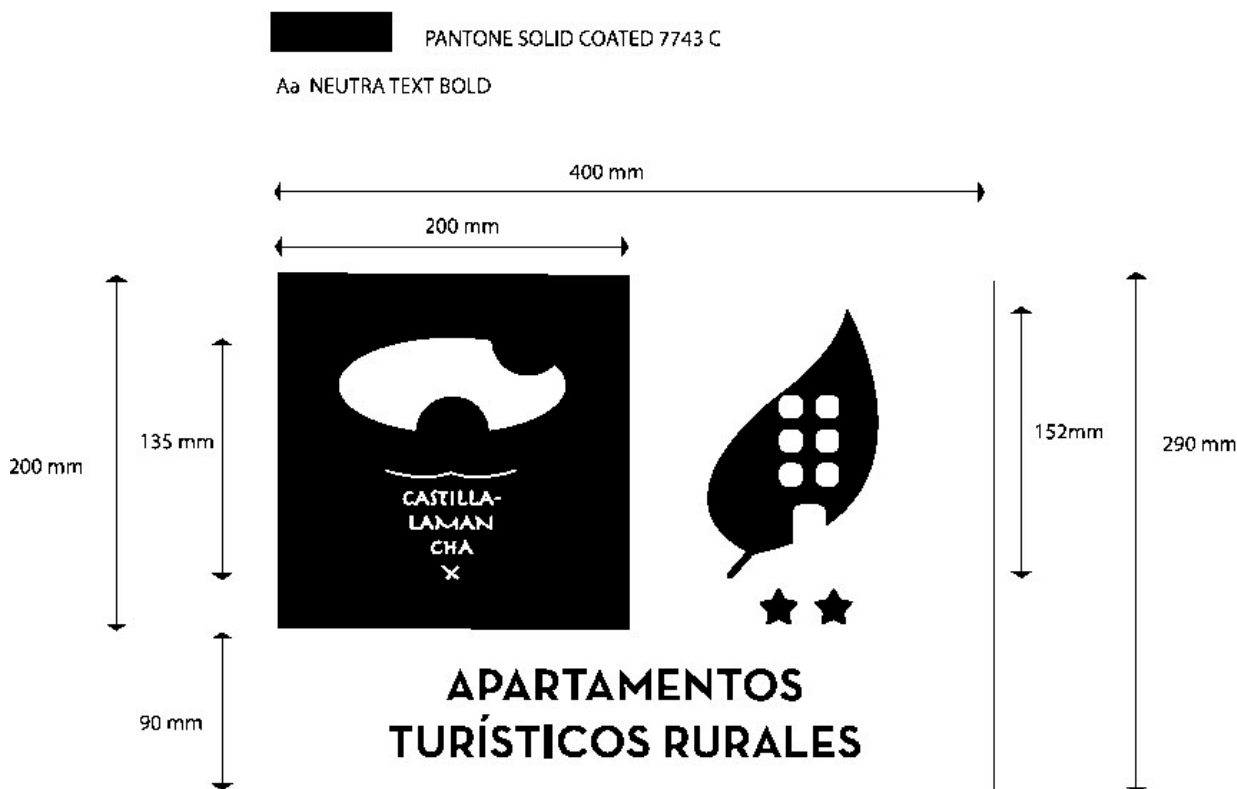 PANTONE SOLID COATED 7743 C
Aa NEUTRA TEXT BOLD
400 mm
200 mm
135 mm
200 mm
152mm
290 mm
CASTILLA-
LAMAN
CHA
90 mm
APARTAMENTOS
TURÍSTICOS RURALES